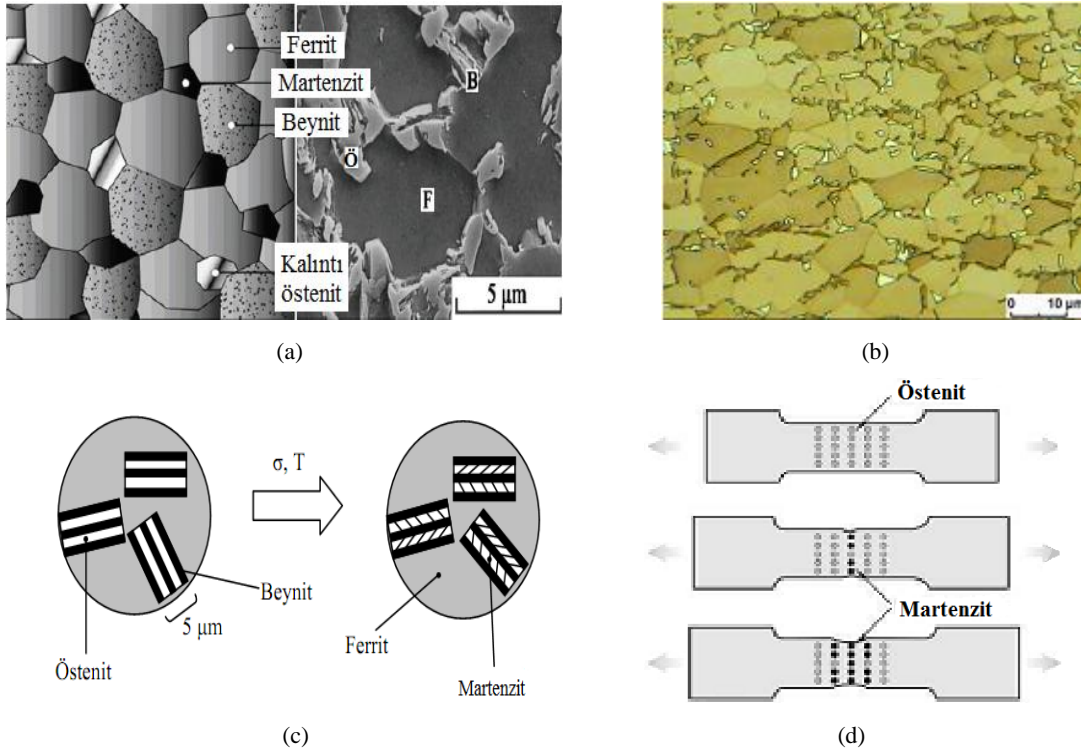 Ferrit
Martenzit
Beynit
Kalıntı
östenit
B
Ö
F
5 µm
(a)
0 10 µm
(b)
σ, T
Östenit
Beynit
5 µm
Ferrit
Martenzit
(c)
Östenit
Martenzit
(d)